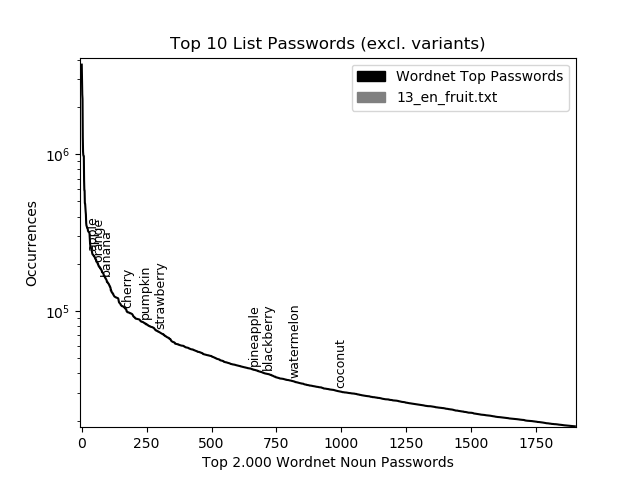 Top 10 List Passwords (excl. variants)
Wordnet Top Passwords
13_en_fruit.txt
Occurrences
10^6
10^5
apple
orange
banana
cherry
pumpkin
strawberry
pineapple
blackberry
watermelon
coconut
0 250 500 750 1000 1250 1500 1750
Top 2.000 Wordnet Noun Passwords